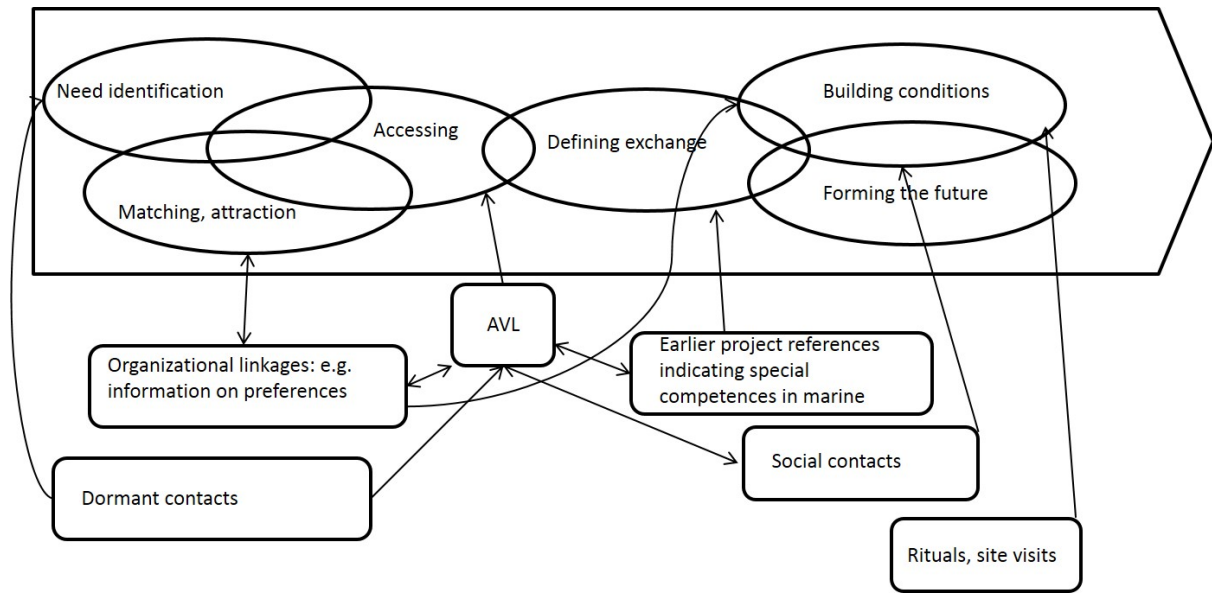 Need identification
Building conditions
Accessing
Defining exchange
Matching, attraction
Forming the future
AVL
Organizational linkages: e.g.
information on preferences
Earlier project references
indicating special
competences in marine
Social contacts
Dormant contacts
Rituals, site visits